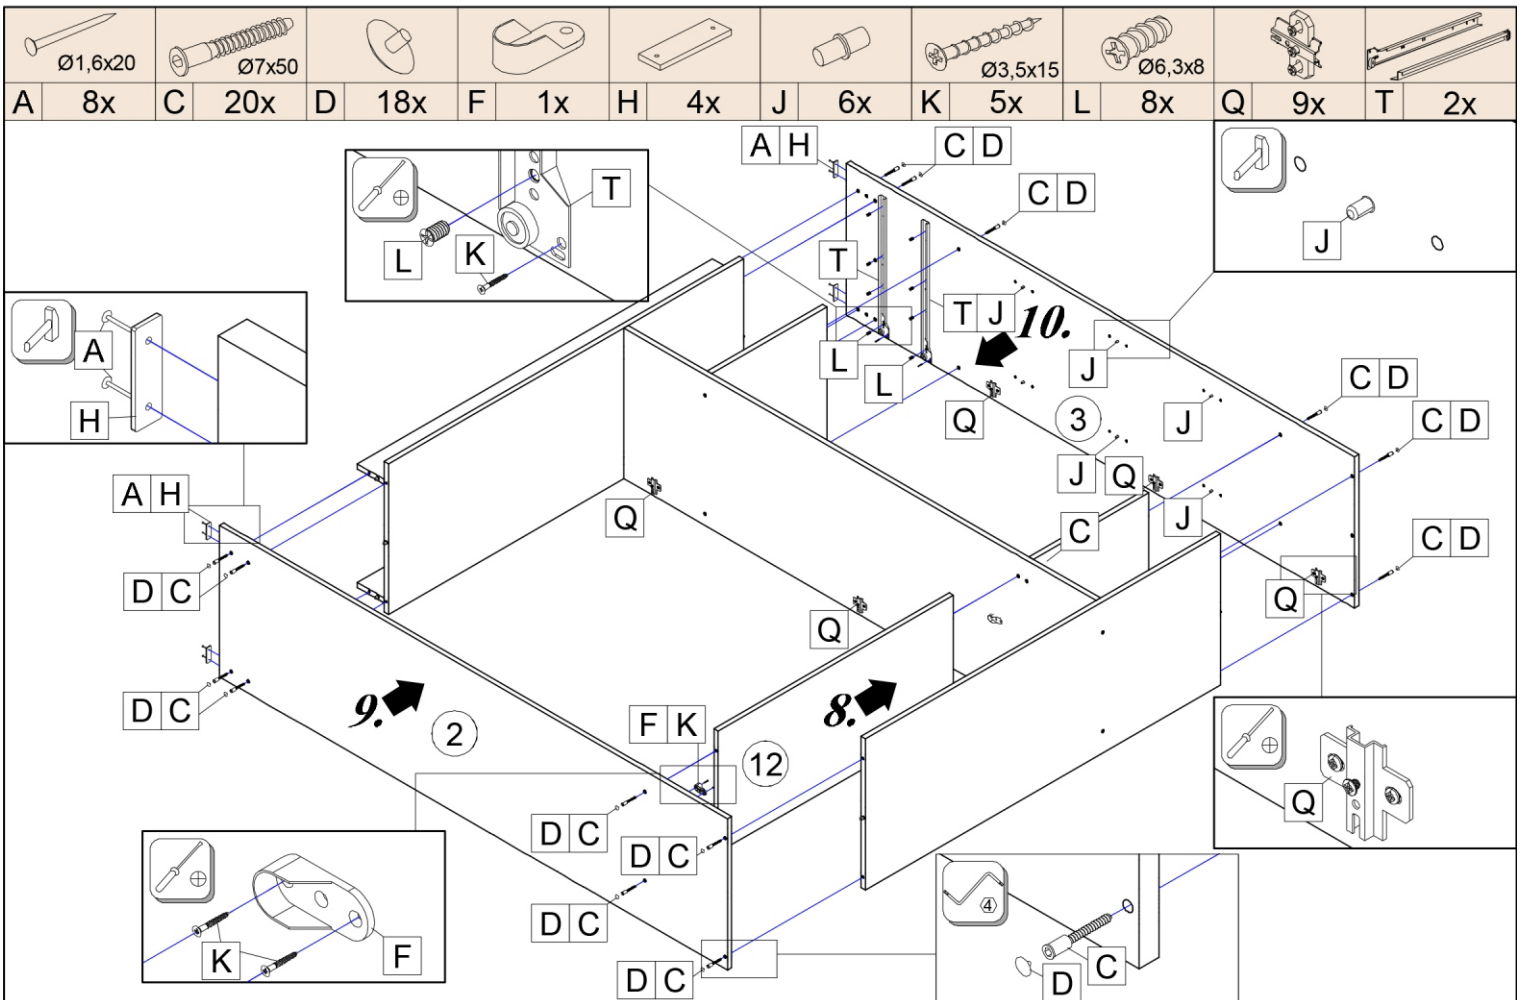 Ø1,6x20
Ø7x50
Ø3,5x15
Ø6,3x8
A 8x C 20x D 18x F 1x H 4x J 6x K 5x L 8x Q 9x T 2x
A H
C D
C D
T
L
K
J
T
T J
10.
A
H
L
L
J
Q
3
C D
C D
J
J
Q
J
A H
Q
C
C D
D C
Q
Q
D C
9.
2
F K
8.
12
Q
D C
D C
D C
K
F
4
C
D
D C